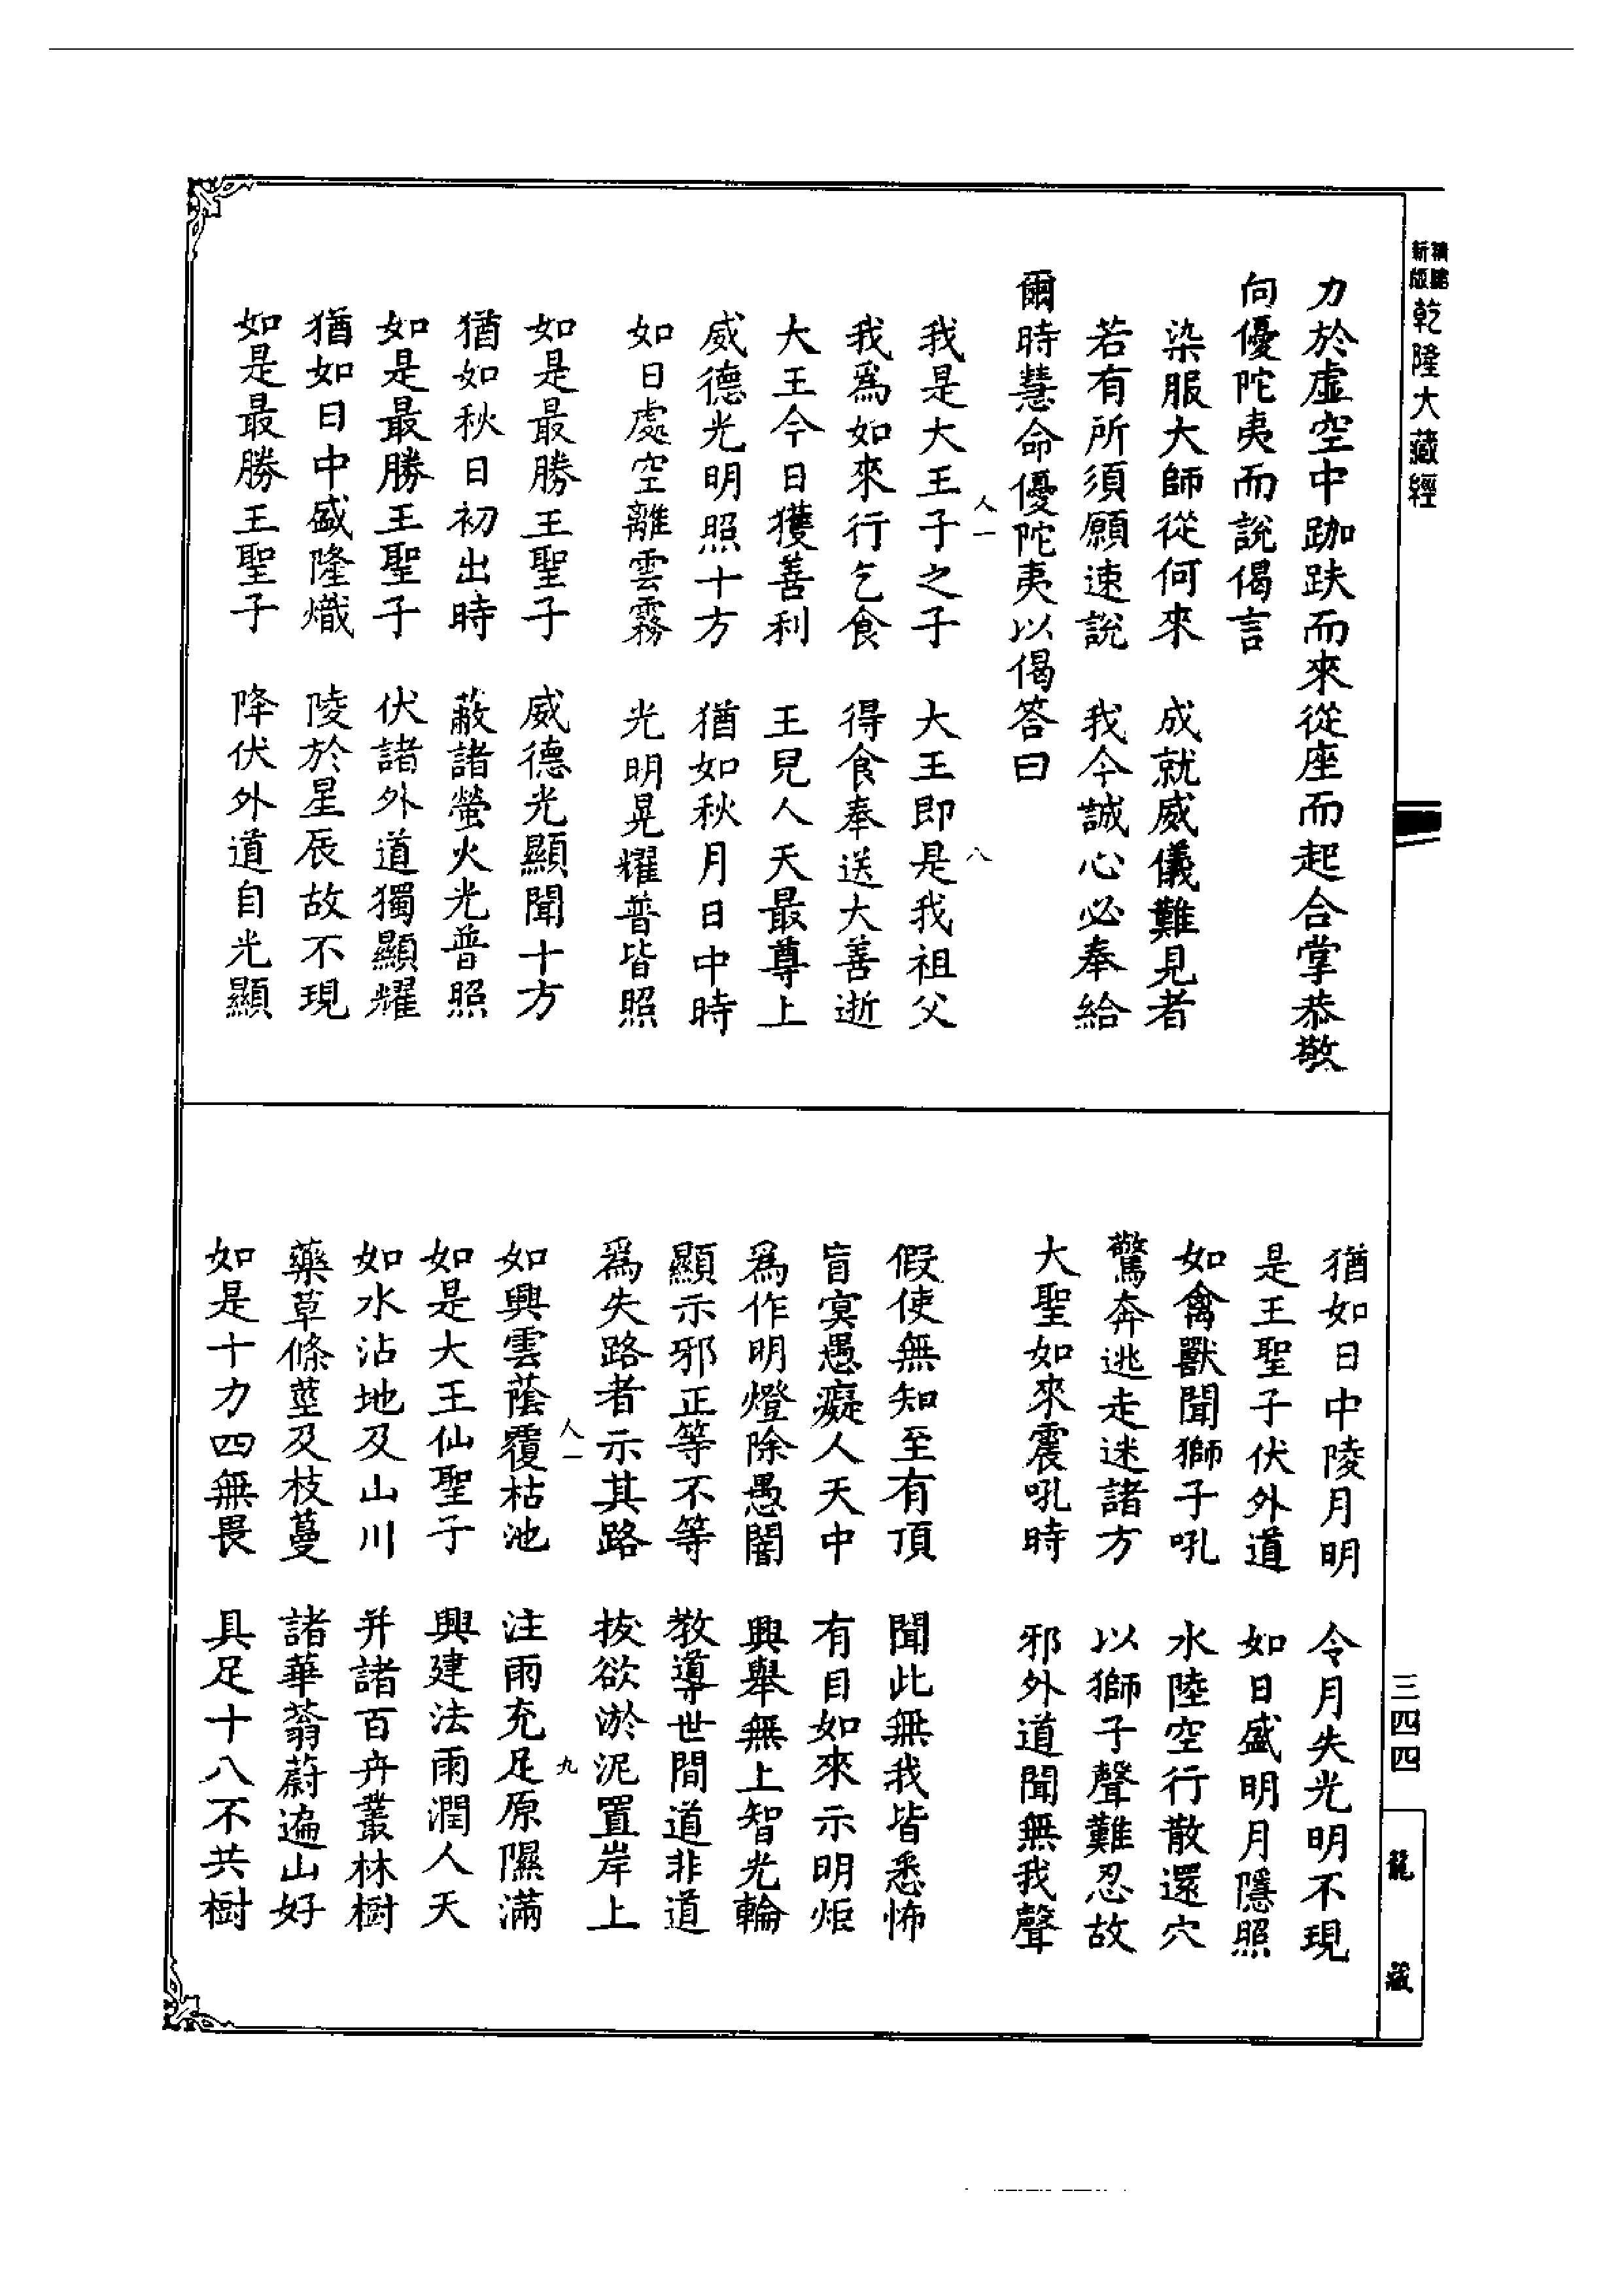 新版 精縮 乾隆大藏經
力於虛空中跏趺而來從座而起合掌恭敬
向優陀夷而說偈言
染服大師從何來　成就威儀難見者
若有所須願速說　我今誠心必奉給
爾時慧命優陀夷以偈答曰
人一　八
我是大王子之子　大王即是我祖父
我爲如來行乞食　得食奉送大善逝
大王今日獲善利　王見人天最尊上
威德光明照十方　猶如秋月日中時
如日處空離雲霧　光明晃耀普皆照
如是最勝王聖子　威德光顯聞十方
猶如秋日初出時　蔽諸螢火光普照
如是最勝王聖子　伏諸外道獨顯耀
猶如日中盛隆熾　陵於星辰故不現
如是最勝王聖子　降伏外道自光顯
猶如日中陵月明　令月失光明不現
是王聖子伏外道　如日盛明月隱照
如禽獸聞獅子吼　水陸空行散還穴
驚奔逃走迷諸方　以獅子聲難忍故
大聖如來震吼時　邪外道聞無我聲
假使無知至有頂　聞此無我皆悉怖
盲冥愚癡人天中　有目如來示明炬
爲作明燈除愚闇　興舉無上智光輪
顯示邪正等不等　教導世間道非道
爲失路者示其路　拔欲淤泥置岸上
人一　九
如興雲蔭覆枯池　注雨充足原隰滿
如是大王仙聖子　興建法雨潤人天
如水沾地及山川　并諸百卉叢林樹
藥草條莖及枝蔓　諸華蓊蔚遍山好
如是十力四無畏　具足十八不共樹
三四四
龍藏